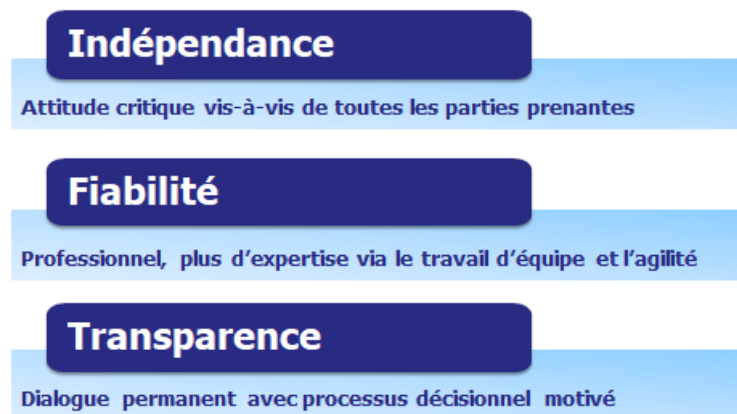 Indépendance
Attitude critique vis-à-vis de toutes les parties prenantes
Fiabilité
Professionnel, plus d’expertise via le travail d’équipe et l’agilité
Transparence
Dialogue permanent avec processus décisionnel motivé